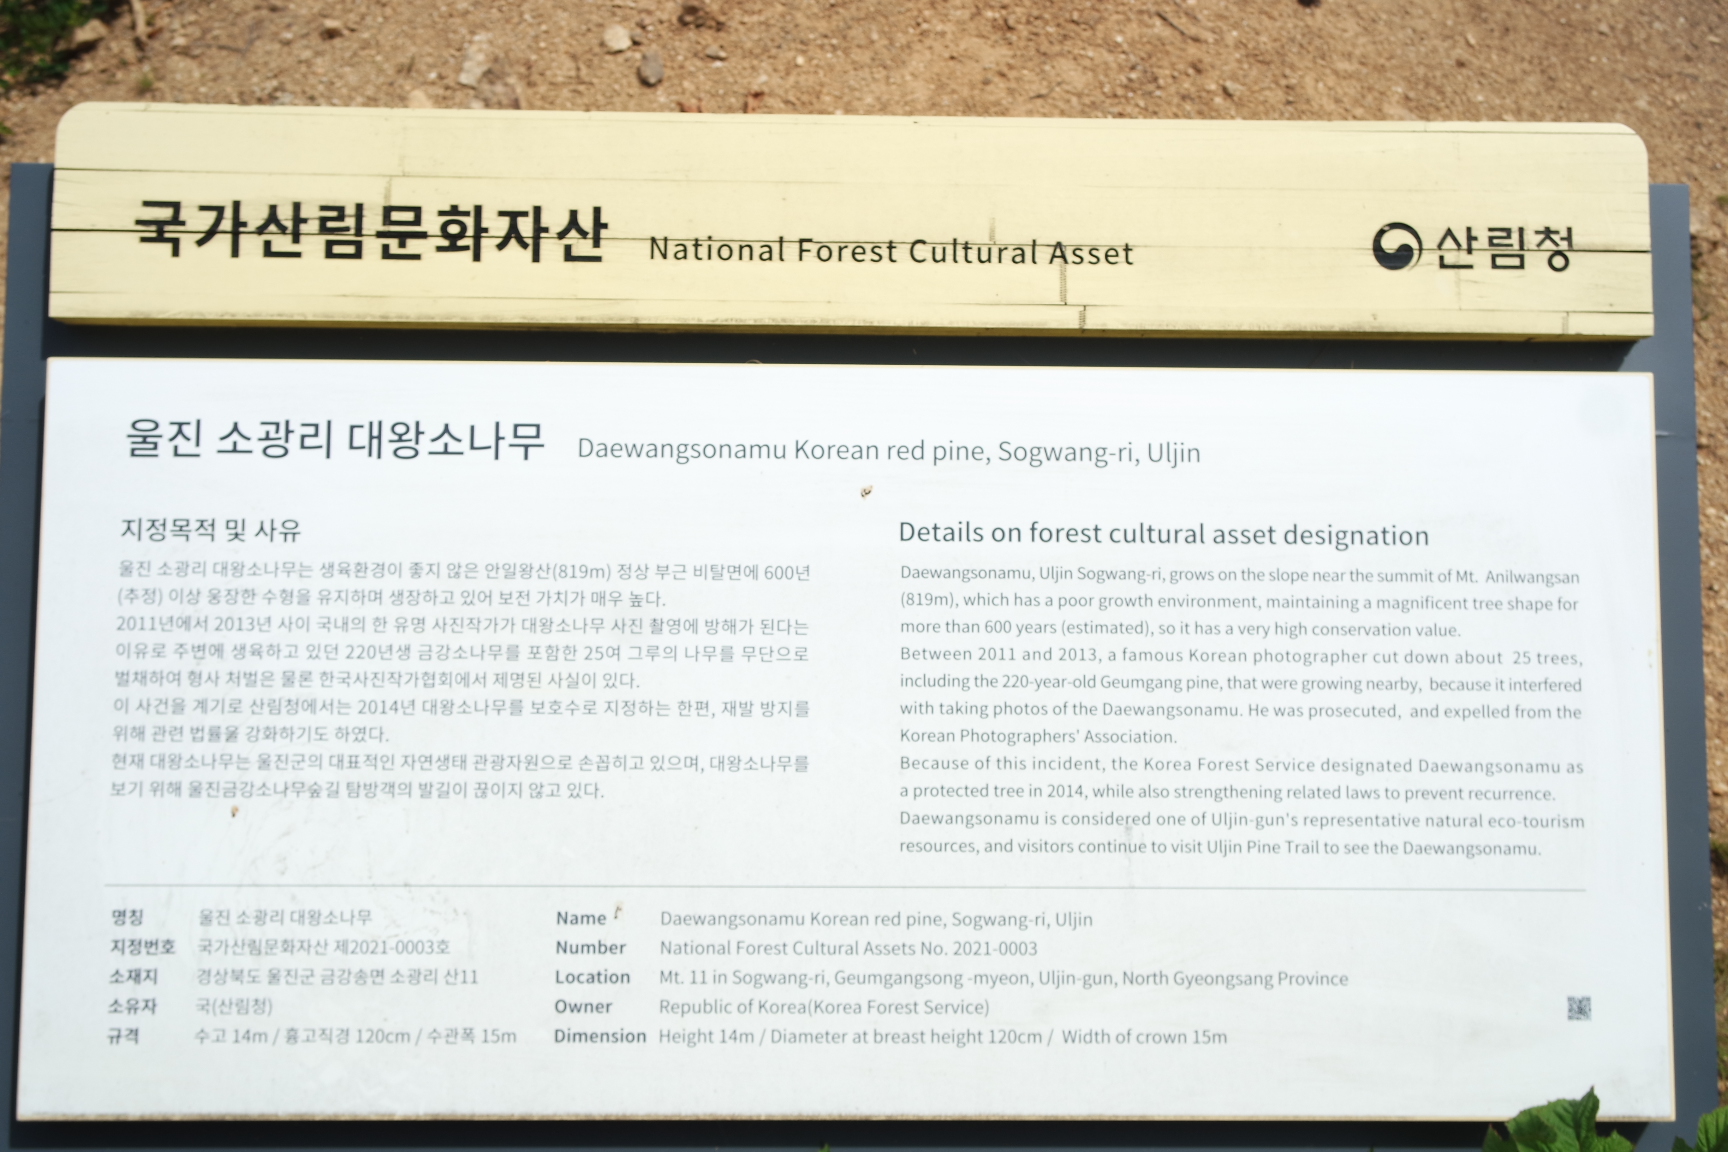 국가산림문화자산 National Forest Cultural Asset
산림청
울진 소광리 대왕소나무 Daewangsonamu Korean red pine, Sogwang-ri, Uljin
지정목적 및 사유
울진 소광리 대왕소나무는 생육환경이 좋지 않은 안일왕산(819m) 정상 부근 비탈면에 600년
(추정) 이상 웅장한 수형을 유지하며 생장하고 있어 보전 가치가 매우 높다.
2011년에서 2013년 사이 국내의 한 유명 사진작가가 대왕소나무 사진 촬영에 방해가 된다는
이유로 주변에 생육하고 있던 220년생 금강소나무를 포함한 25여 그루의 나무를 무단으로
벌채하여 형사 처벌은 물론 한국사진작가협회에서 제명된 사실이 있다.
이 사건을 계기로 산림청에서는 2014년 대왕소나무를 보호수로 지정하는 한편, 재발 방지를
위해 관련 법률울 강화하기도 하였다.
현재 대왕소나무는 울진군의 대표적인 자연생태 관광자원으로 손꼽히고 있으며, 대왕소나무를
보기 위해 울진금강소나무숲길 탐방객의 발길이 끊이지 않고 있다.
Details on forest cultural asset designation
Daewangsonamu, Uljin Sogwang-ri, grows on the slope near the summit of Mt. Anilwangsan
(819m), which has a poor growth environment, maintaining a magnificent tree shape for
more than 600 years (estimated), so it has a very high conservation value.
Between 2011 and 2013, a famous Korean photographer cut down about 25 trees,
including the 220-year-old Geumgang pine, that were growing nearby, because it interfered
with taking photos of the Daewangsonamu. He was prosecuted, and expelled from the
Korean Photographers' Association.
Because of this incident, the Korea Forest Service designated Daewangsonamu as
a protected tree in 2014, while also strengthening related laws to prevent recurrence.
Daewangsonamu is considered one of Uljin-gun's representative natural eco-tourism
resources, and visitors continue to visit Uljin Pine Trail to see the Daewangsonamu.
명칭 울진 소광리 대왕소나무
지정번호 국가산림문화자산 제2021-0003호
소재지 경상북도 울진군 금강송면 소광리 산11
소유자 국(산림청)
규격 수고 14m / 흉고직경 120cm / 수관폭 15m
Name Daewangsonamu Korean red pine, Sogwang-ri, Uljin
Number National Forest Cultural Assets No. 2021-0003
Location Mt. 11 in Sogwang-ri, Geumgangsong -myeon, Uljin-gun, North Gyeongsang Province
Owner Republic of Korea(Korea Forest Service)
Dimension Height 14m / Diameter at breast height 120cm / Width of crown 15m